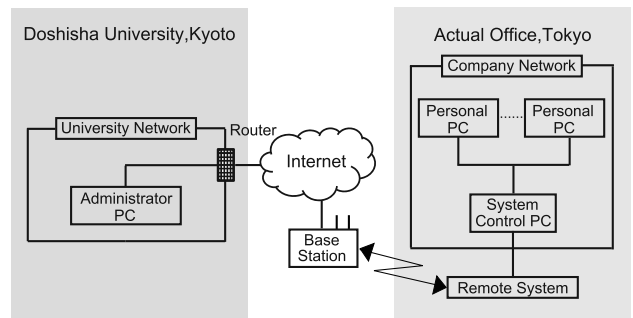 Doshisha University,Kyoto
University Network
Router
Administrator
PC
Internet
Base
Station
Actual Office,Tokyo
Company Network
Personal
PC
......
Personal
PC
System
Control PC
Remote System